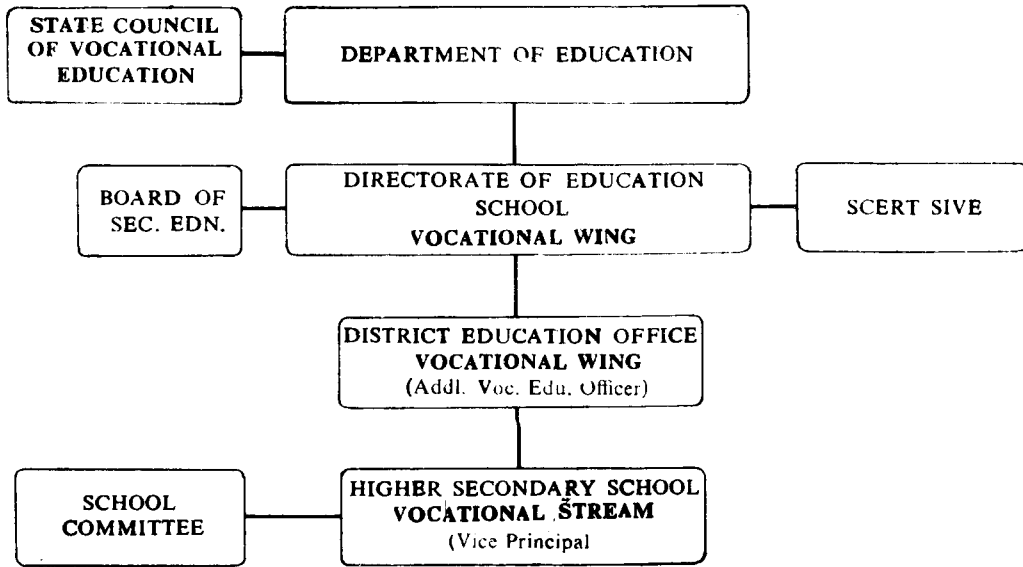 STATE COUNCIL
OF VOCATIONAL
EDUCATION
DEPARTMENT OF EDUCATION
BOARD OF
SEC. EDN.
DIRECTORATE OF EDUCATION
SCHOOL
VOCATIONAL WING
SCERT SIVE
DISTRICT EDUCATION OFFICE
VOCATIONAL WING
(Addl. Voc. Edu. Officer)
SCHOOL
COMMITTEE
HIGHER SECONDARY SCHOOL
VOCATIONAL STREAM
(Vice Principal